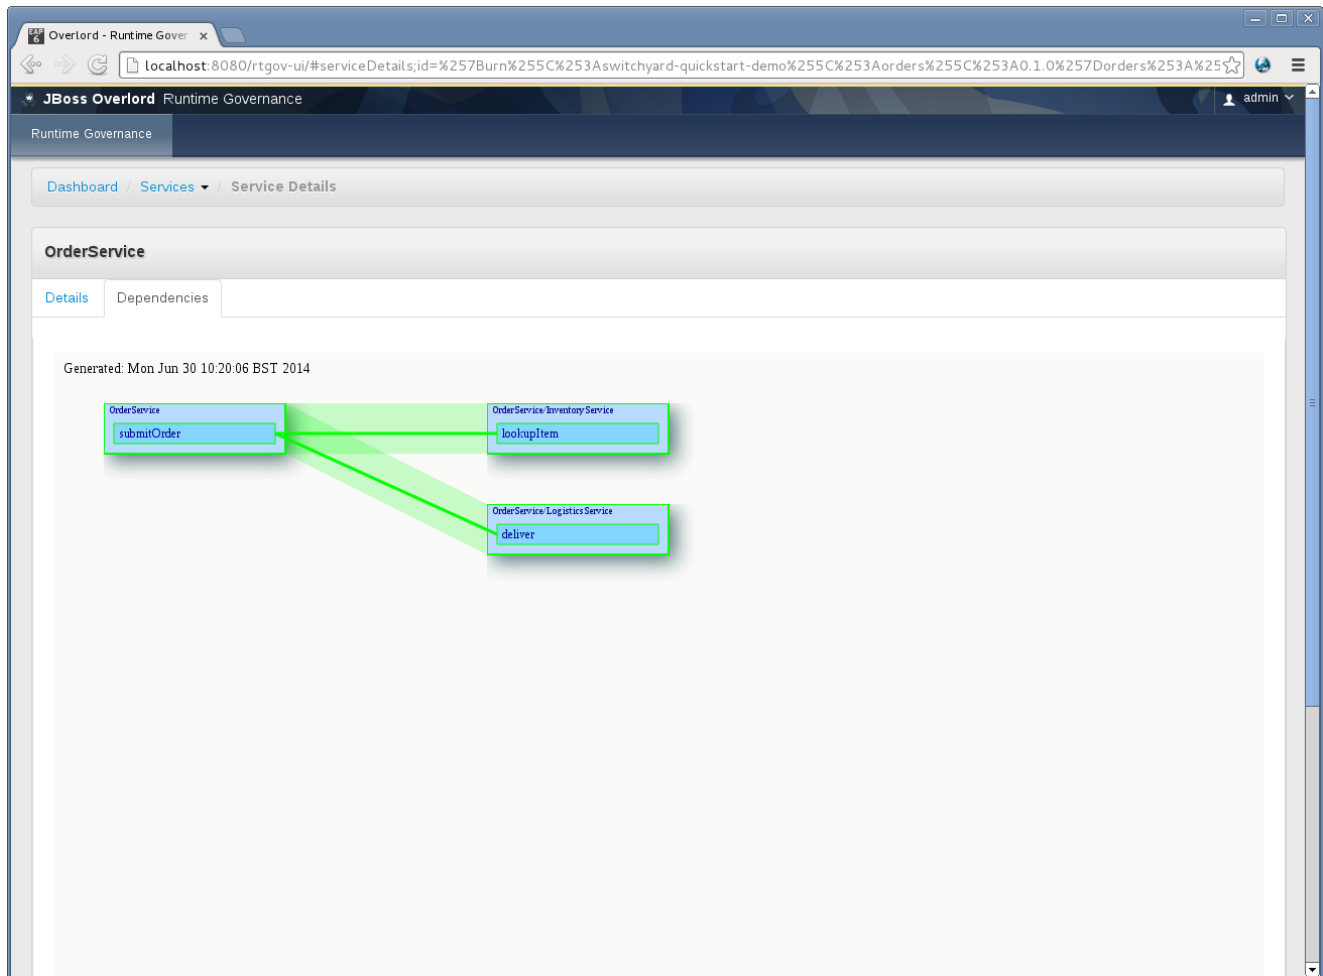 EAP
6
Overlord - Runtime Gover
localhost:8080/rtgov-ui/#serviceDetails;id=%257Burn%255C%253Aswitchyard-quickstart-demo%255C%253Aorders%255C%253A0.1.0%257Dorders%253A%25
JBoss Overlord Runtime Governance
admin
Runtime Governance
Dashboard / Services / Service Details
OrderService
Details Dependencies
Generated: Mon Jun 30 10:20:06 BST 2014
OrderService
submitOrder
OrderService/InventoryService
lookupItem
OrderService/LogisticsService
deliver